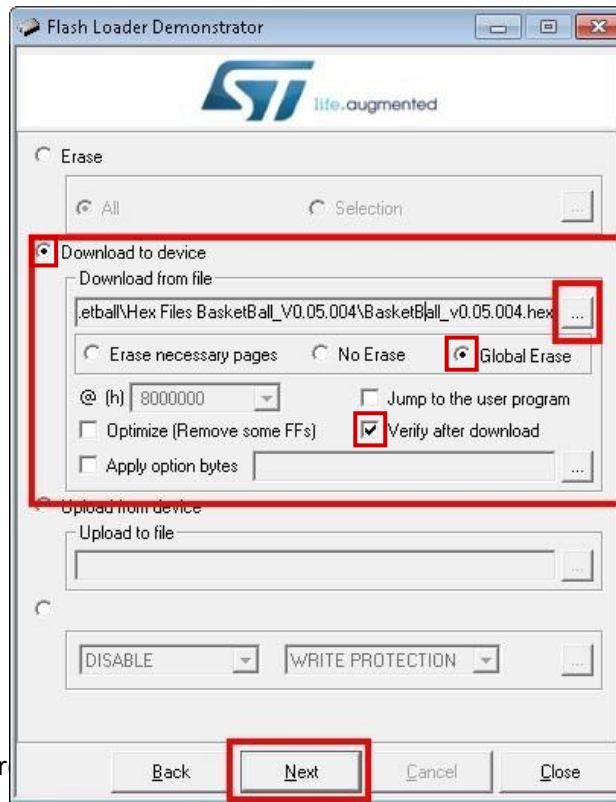 Flash Loader Demonstrator
ST life.augmented
Erase
All Selection ...
Download to device
Download from file
.etball\Hex Files BasketBall_V0.05.004\BasketBall_v0.05.004.hex ...
Erase necessary pages No Erase Global Erase
@ (h) 8000000 Jump to the user program
Optimize (Remove some FFs) Verify after download
Apply option bytes ...
Upload from device
Upload to file
...
DISABLE WRITE PROTECTION ...
r
Back Next Cancel Close